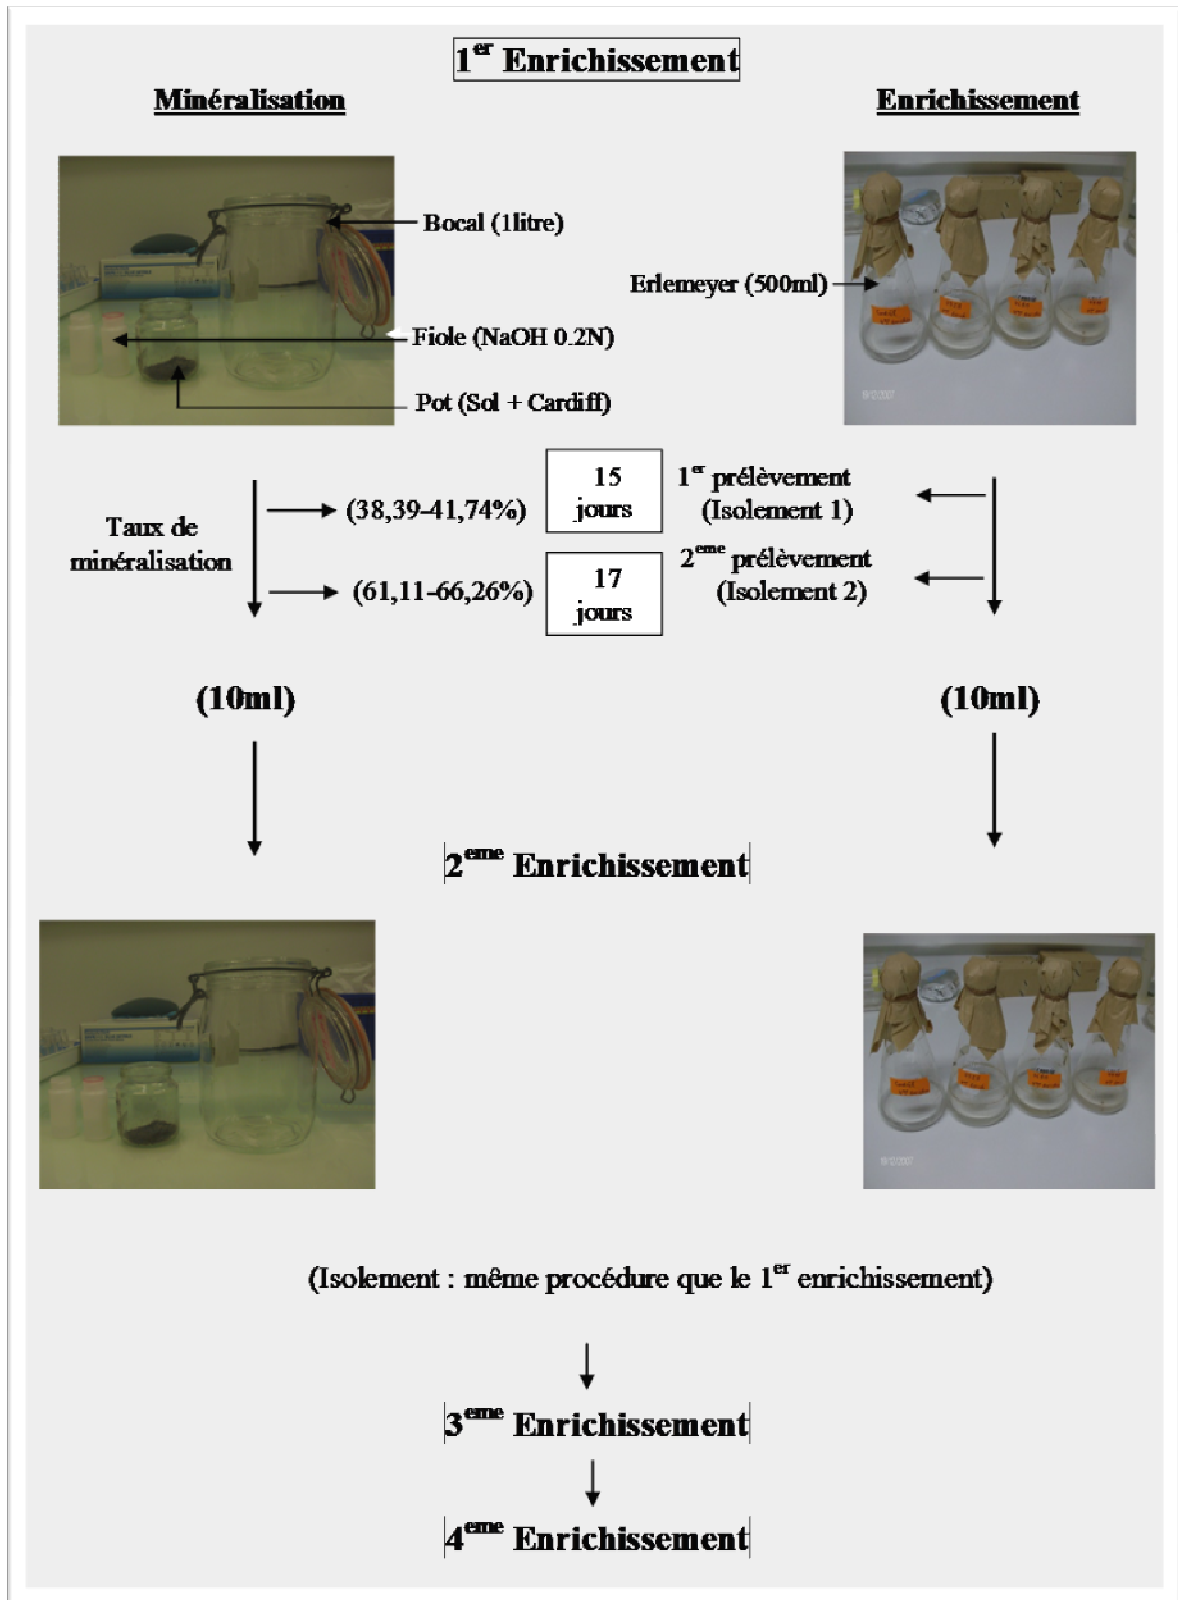 1er Enrichissement
Minéralisation
Enrichissement
Bocal (1litre)
Erlemeyer (500ml)
Fiole (NaOH 0.2N)
Pot (Sol + Cardiff)
Taux de
minéralisation
(38,39-41,74%)
15
jours
1er prélèvement
(Isolement 1)
(61,11-66,26%)
17
jours
2eme prélèvement
(Isolement 2)
(10ml)
(10ml)
2eme Enrichissement
(Isolement : même procédure que le 1er enrichissement)
3eme Enrichissement
4eme Enrichissement